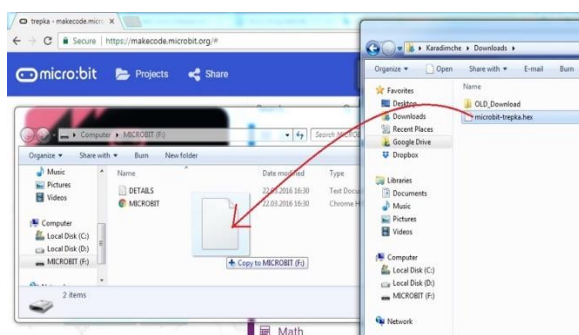 trepka - makecode.micro
Secure | https://makecode.microbit.org/#
micro:bit Projects Share
Computer MICROBIT (F:)
Organize Share with Burn New folder
Music
Pictures
Videos
Computer
Local Disk (C:)
Local Disk (D:)
MICROBIT (F:)
Name Date modified Type
DETAILS 22.03.2016 16:30 Text Docu
MICROBIT 22.03.2016 16:30 Chrome H
Copy to MICROBIT (F:)
2 items
Math
Karadimche Downloads
Organize Open Share with E-mail Burn
Favorites
Desktop
Downloads
Recent Places
Google Drive
Dropbox
Libraries
Documents
Music
Pictures
Videos
Computer
Local Disk (C:)
Local Disk (D:)
MICROBIT (F:)
Network
Name
OLD_Download
microbit-trepka.hex